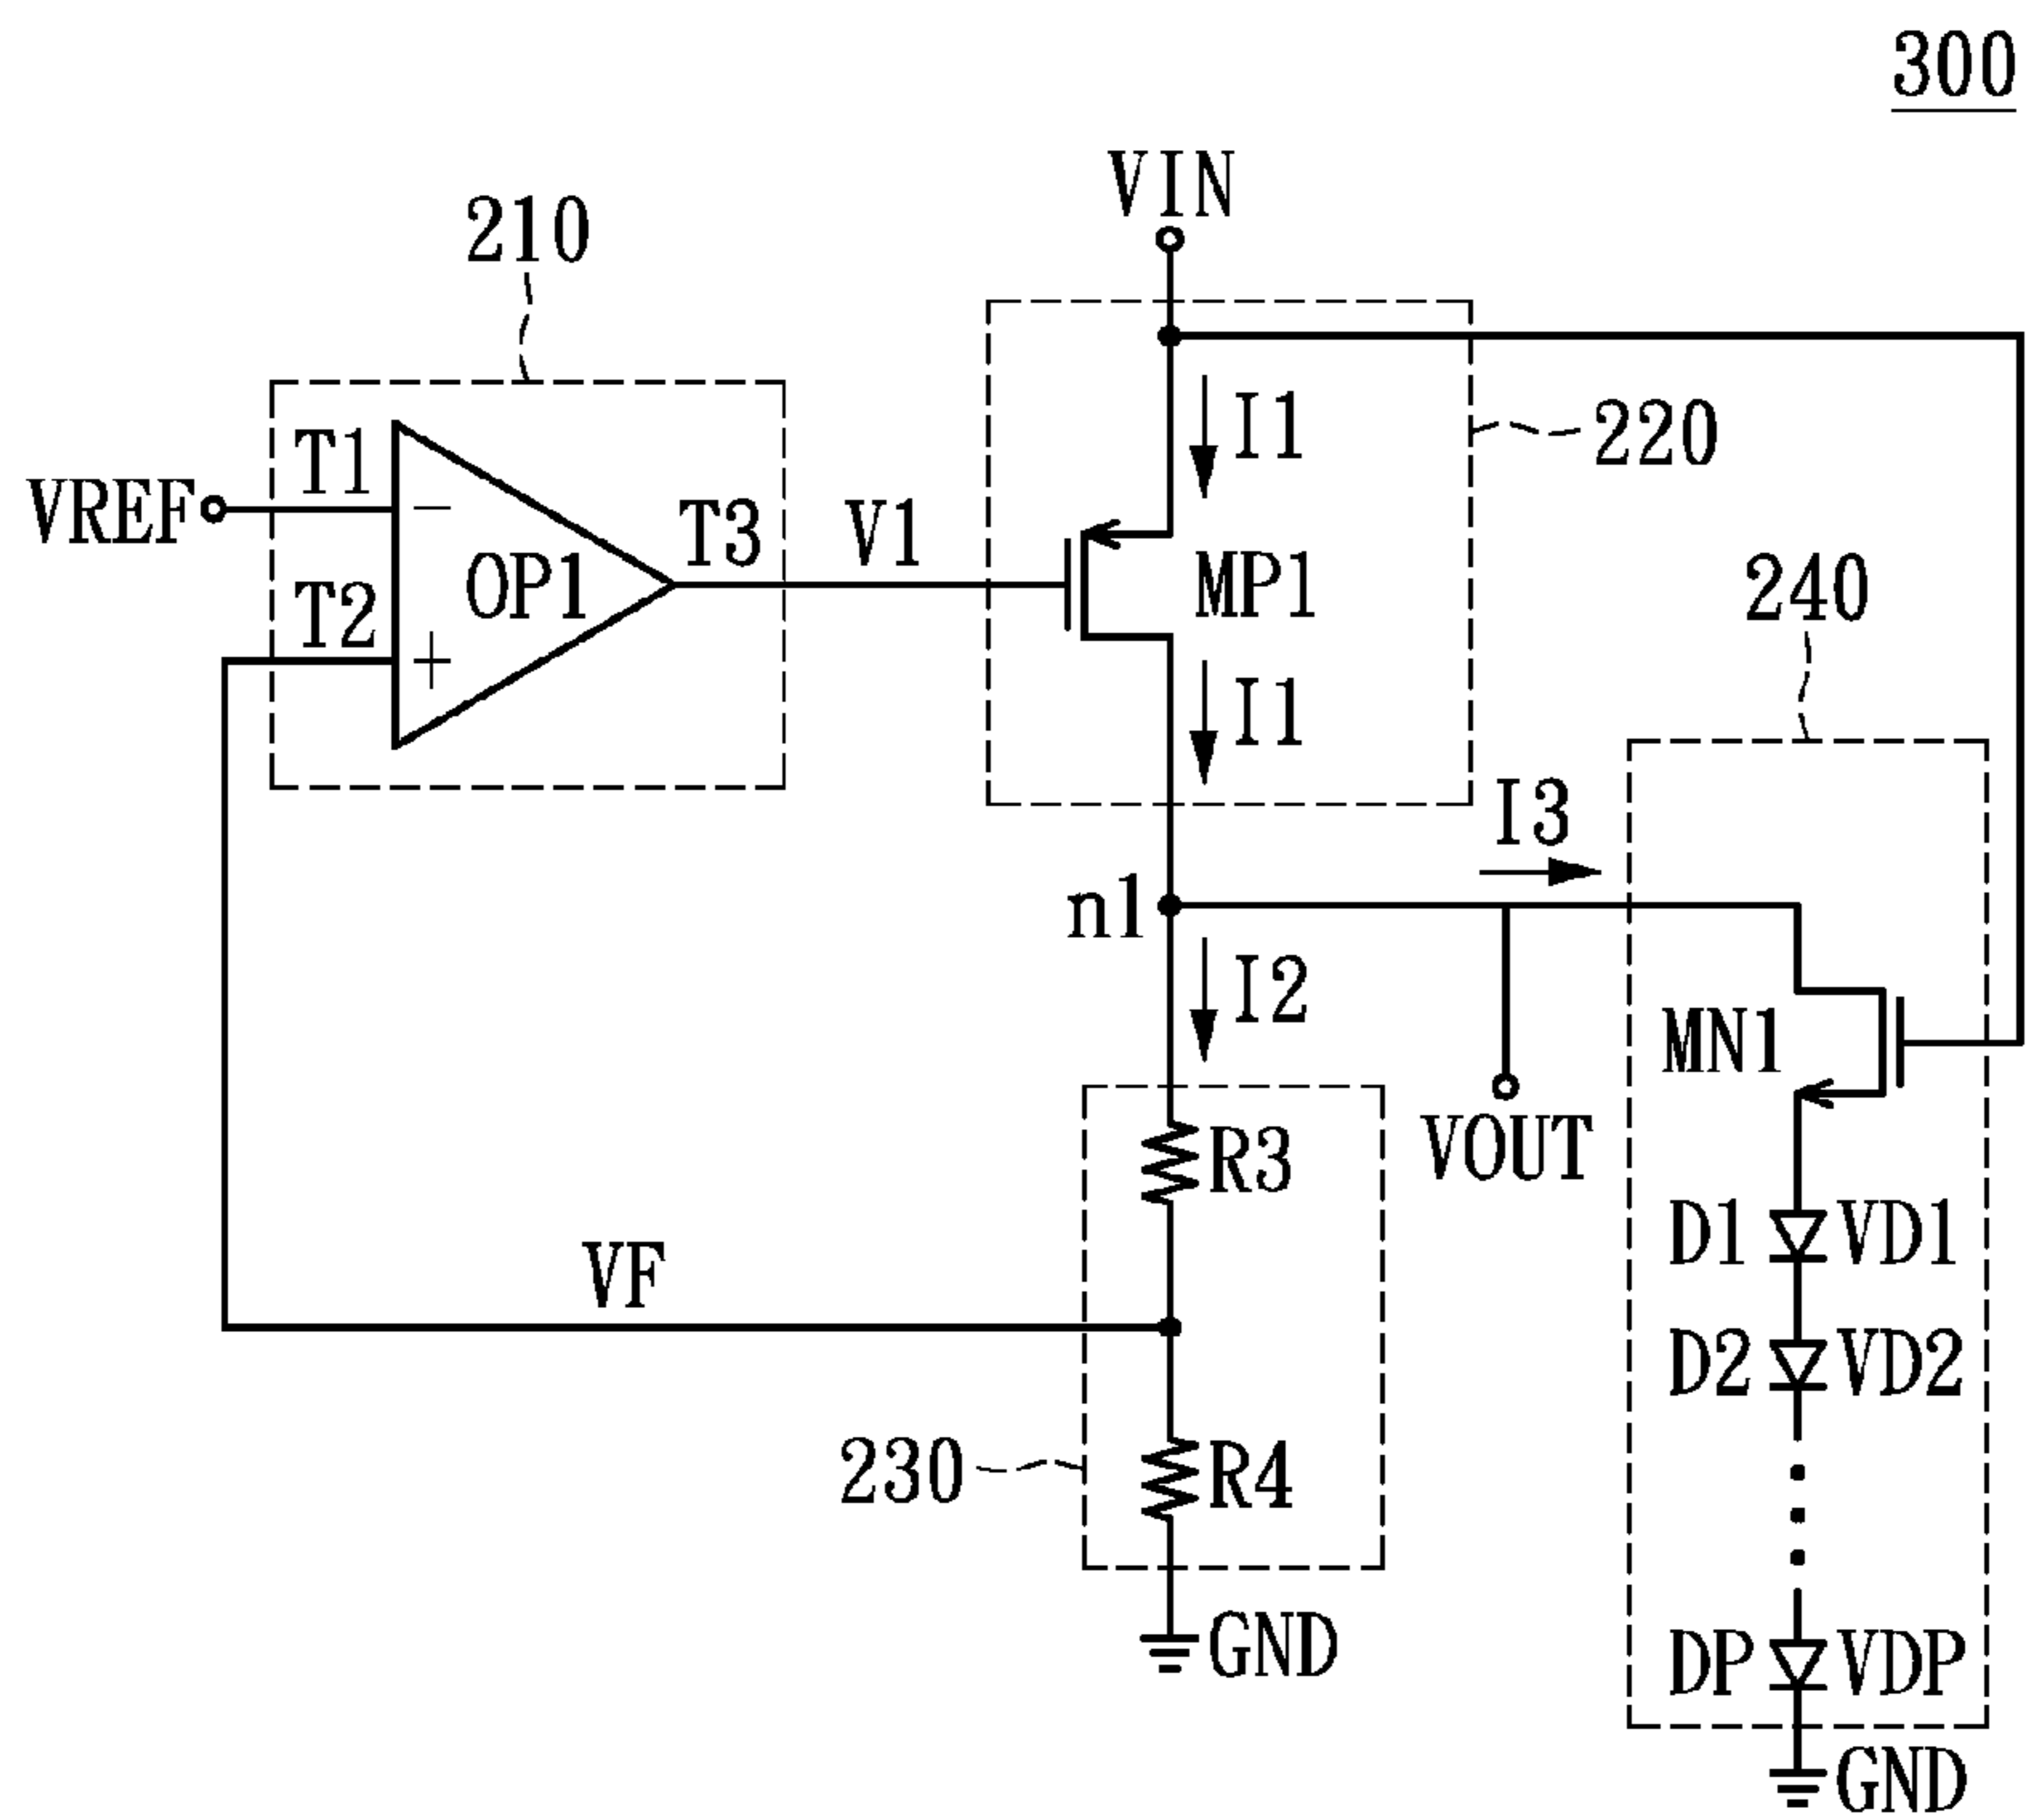 300
VIN
210
I1
220
T1
VREF
T3
V1
OP1
MP1
T2
240
I1
I3
n1
I2
MN1
VOUT
R3
D1 VD1
VF
D2 VD2
230
R4
GND
DP VDP
GND